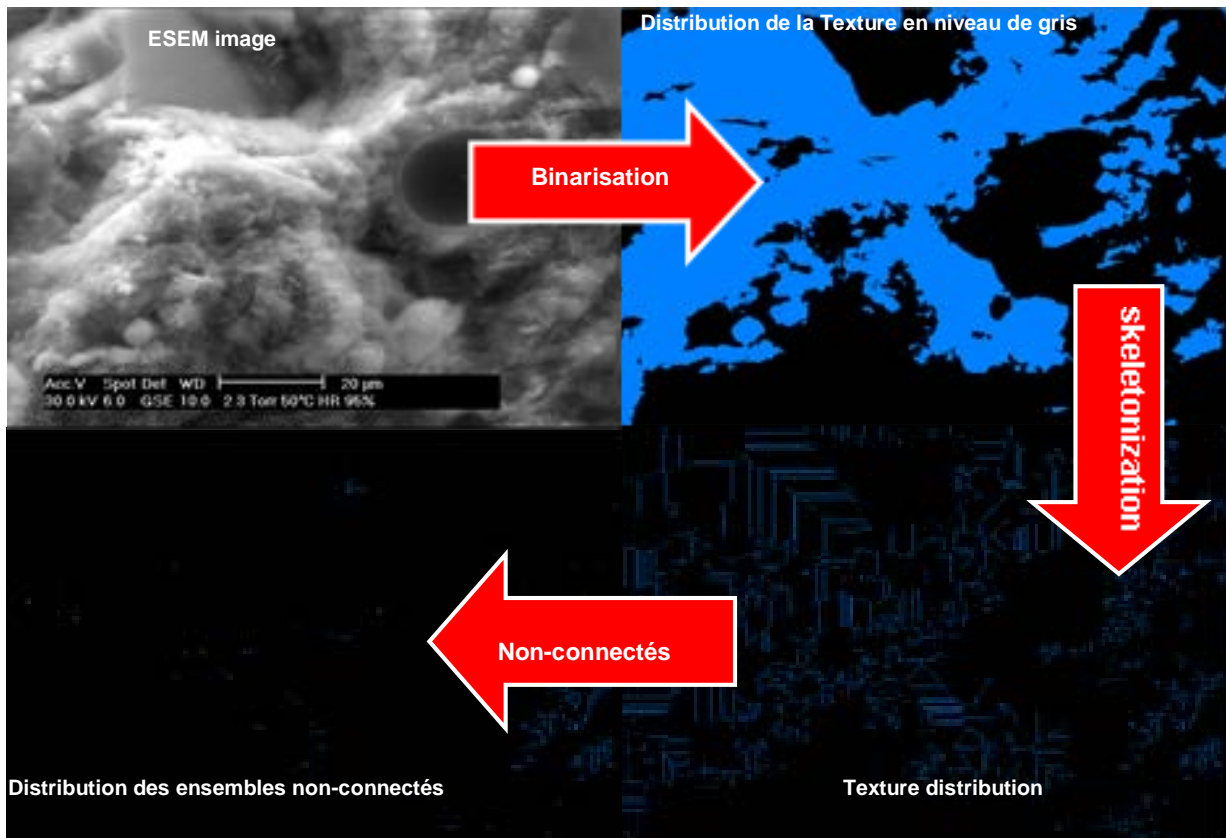 ESEM image
Distribution de la Texture en niveau de gris
Binarisation
Acc.V Spot Det WD 20 µm
30.0 kV 6.0 GSE 10.0 2.3 Torr 50°C HR 95%
skeletonization
Non-connectés
Distribution des ensembles non-connectés
Texture distribution